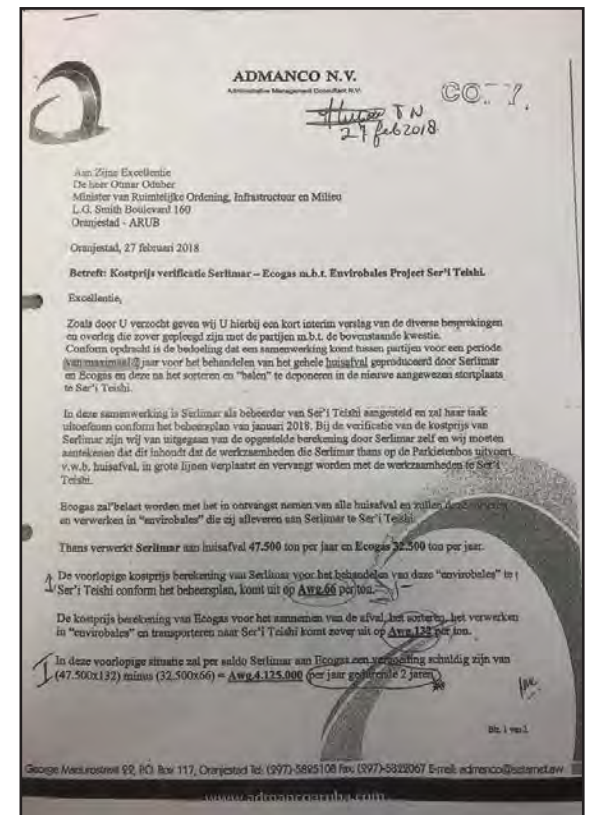 ADMANCO N.V.
Administrative Management Consultant N.V.
COPY
27 feb 2018
Aan Zijne Excellentie
De heer Otmar Oduber
Minister van Ruimtelijke Ordening, Infrastructuur en Milieu
L.G. Smith Boulevard 160
Oranjestad - ARUB
Oranjestad, 27 februari 2018
Betreft: Kostprijs verificatie Serlimar – Ecogas m.b.t. Envirobales Project Ser'i Teishi.
Excellentie,
Zoals door U verzocht geven wij U hierbij een kort interim verslag van de diverse besprekingen
en overleg die zover gepleegd zijn met de partijen m.b.t. de bovenstaande kwestie.
Conform opdracht is de bedoeling dat een samenwerking komt tussen partijen voor een periode
van maximaal 2 jaar voor het behandelen van het gehele huisafval geproduceerd door Serlimar
en Ecogas en deze na het sorteren en "balen" te deponeren in de nieuwe aangewezen stortplaats
te Ser'i Teishi.
In deze samenwerking is Serlimar als beheerder van Ser'i Teishi aangesteld en zal haar taak
uitoefenen conform het beheersplan van januari 2018. Bij de verificatie van de kostprijs van
Serlimar zijn wij van uitgegaan van de opgestelde berekening door Serlimar zelf en wij moeten
aantekenen dat dit inhoudt dat de werkzaamheden die Serlimar thans op de Parkietenbos uitvoert
v.w.b. huisafval, in grote lijnen verplaatst en vervangt worden met de werkzaamheden te Ser'i
Teishi.
Ecogas zal belast worden met het in ontvangst nemen van alle huisafval en zullen deze
en verwerken in "envirobales" die zij afleveren aan Serlimar te Ser'i Teishi.
Thans verwerkt Serlimar aan huisafval 47.500 ton per jaar en Ecogas 32.500 ton per jaar.
De voorlopige kostprijs berekening van Serlimar voor het behandelen van deze "envirobales" te
Ser'i Teishi conform het beheersplan, komt uit op Awg.66 per ton.
De kostprijs berekening van Ecogas voor het aannemen van de afval, het sorteren, het verwerken
in "envirobales" en transporteren naar Ser'i Teishi komt zover uit op Awg.132 per ton.
In deze voorlopige situatie zal per saldo Serlimar aan Ecogas een vergoeding schuldig zijn van
(47.500x132) minus (32.500x66) = Awg.4.125.000 (per jaar gedurende 2 jaren)
Blz. 1 van 2
George Madurostraat 22, P.O. Box 117, Oranjestad Tel: (297)-5825108 Fax: (297)-5822067 E-mail: admanco@setarnet.aw
www.admancoaruba.com